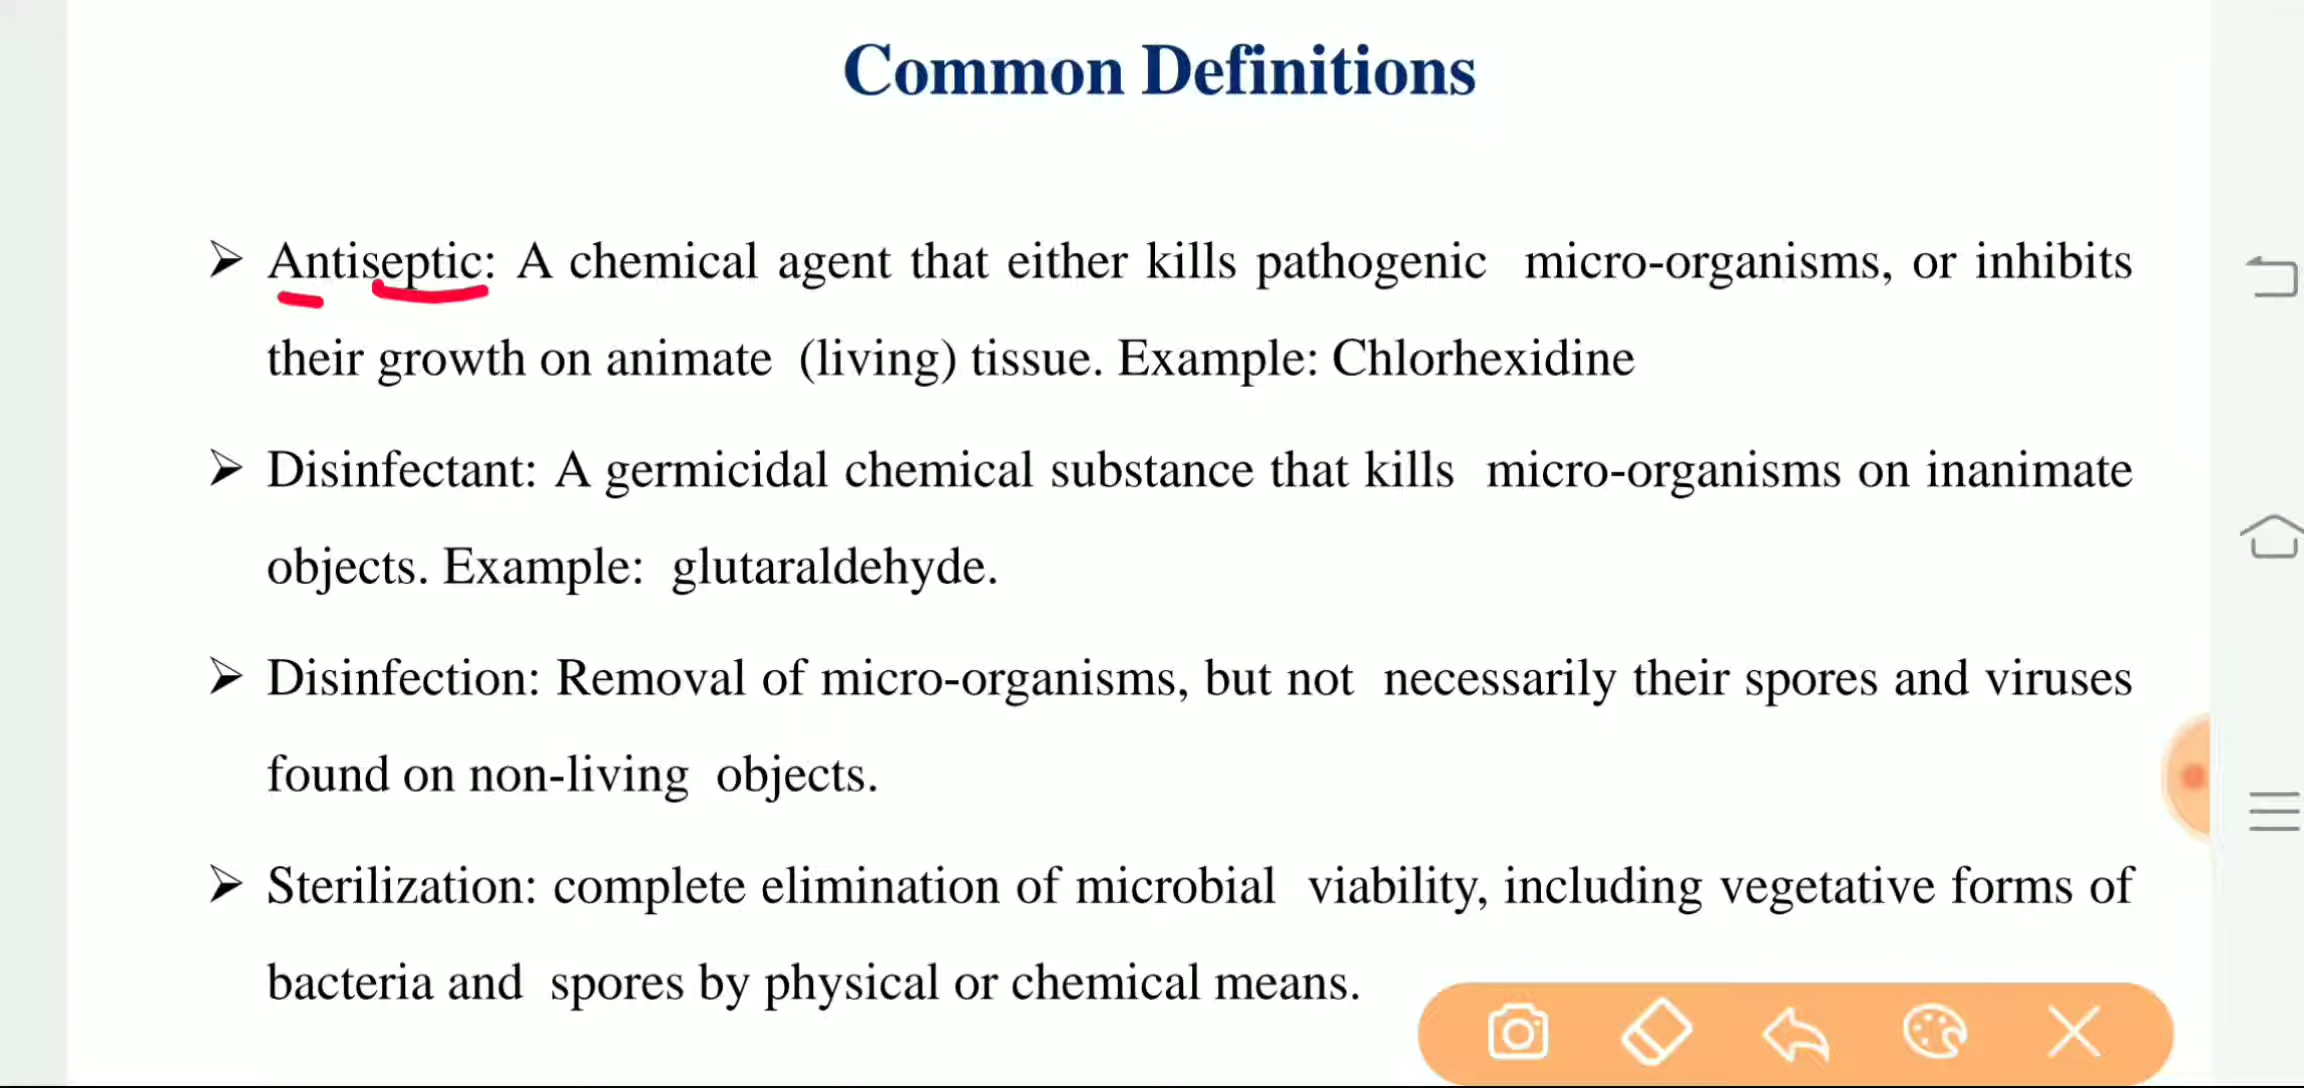 Common Definitions
➢ Antiseptic: A chemical agent that either kills pathogenic micro-organisms, or inhibits
their growth on animate (living) tissue. Example: Chlorhexidine
➢ Disinfectant: A germicidal chemical substance that kills micro-organisms on inanimate
objects. Example: glutaraldehyde.
➢ Disinfection: Removal of micro-organisms, but not necessarily their spores and viruses
found on non-living objects.
➢ Sterilization: complete elimination of microbial viability, including vegetative forms of
bacteria and spores by physical or chemical means.